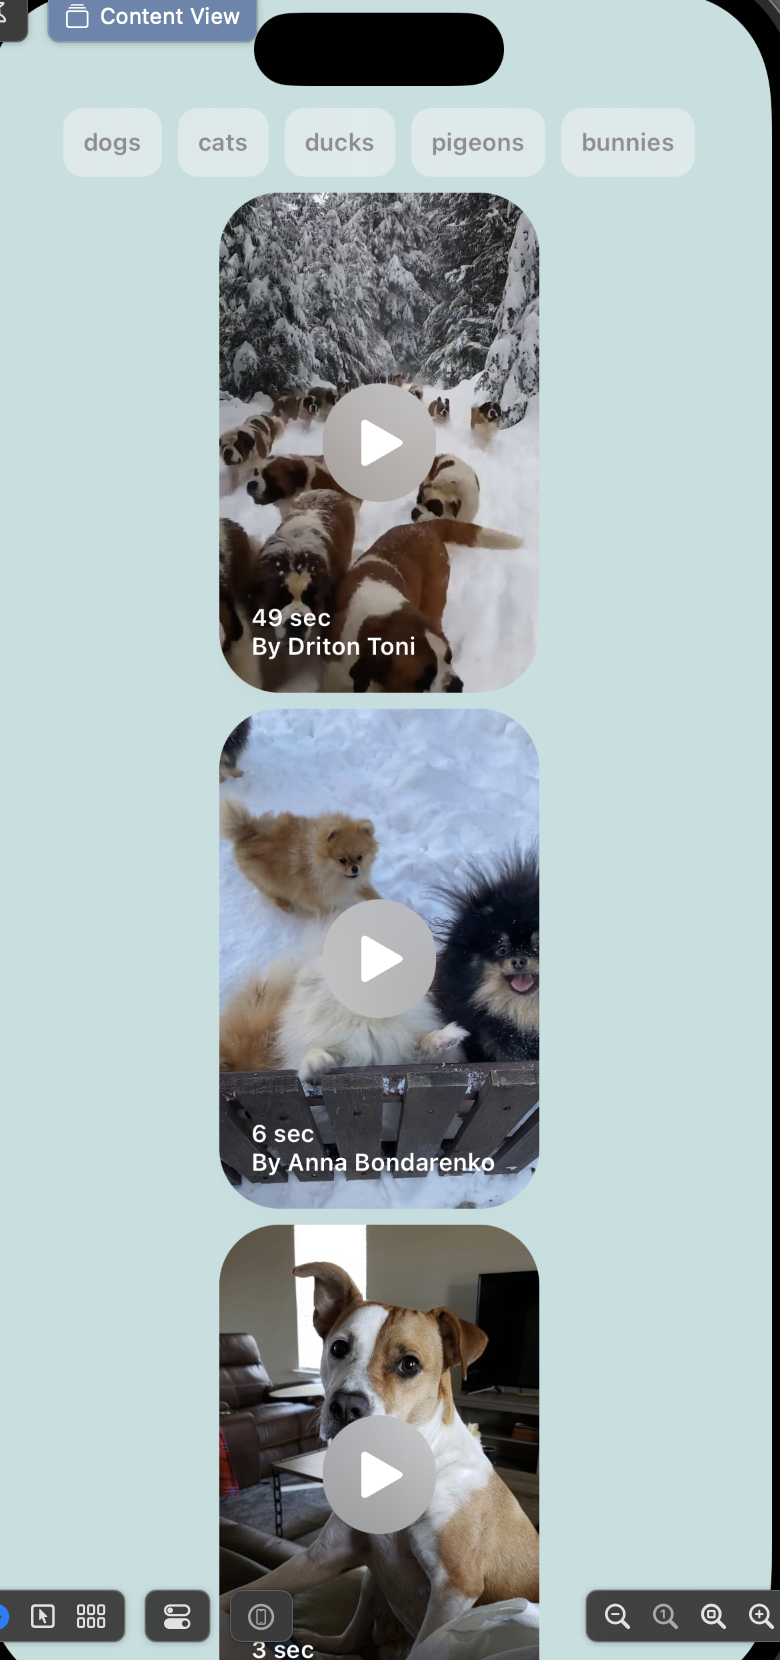 Content View
dogs cats ducks pigeons bunnies
49 sec
By Driton Toni
6 sec
By Anna Bondarenko
1
3 sec